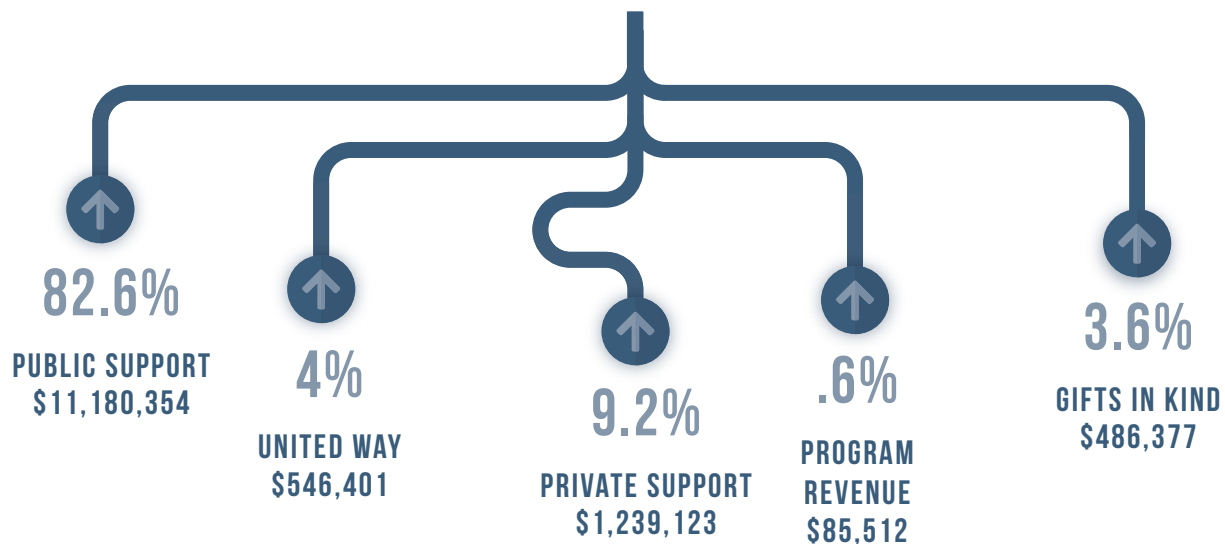 82.6%
PUBLIC SUPPORT
$11,180,354
4%
UNITED WAY
$546,401
9.2%
PRIVATE SUPPORT
$1,239,123
.6%
PROGRAM
REVENUE
$85,512
3.6%
GIFTS IN KIND
$486,377